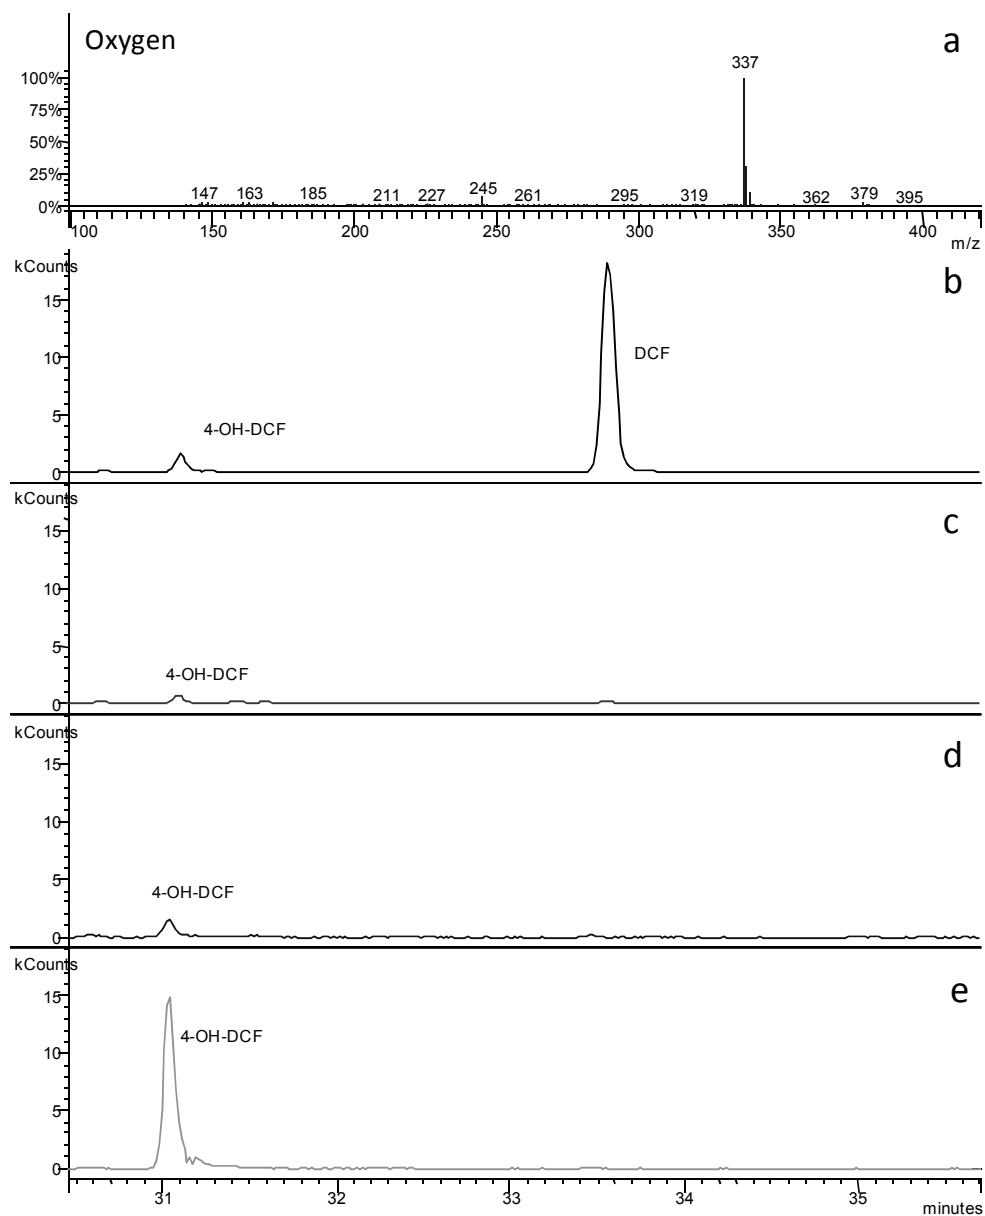 Oxygen a
337
100%
75%
50%
25%
0%
147 163 185 211 227 245 261 295 319 362 379 395
100 150 200 250 300 350 400
m/z
kCounts
b
15
10
5
0
DCF
4-OH-DCF
kCounts
c
15
10
5
0
4-OH-DCF
kCounts
d
15
10
5
0
4-OH-DCF
kCounts
e
15
10
5
0
4-OH-DCF
31 32 33 34 35
minutes